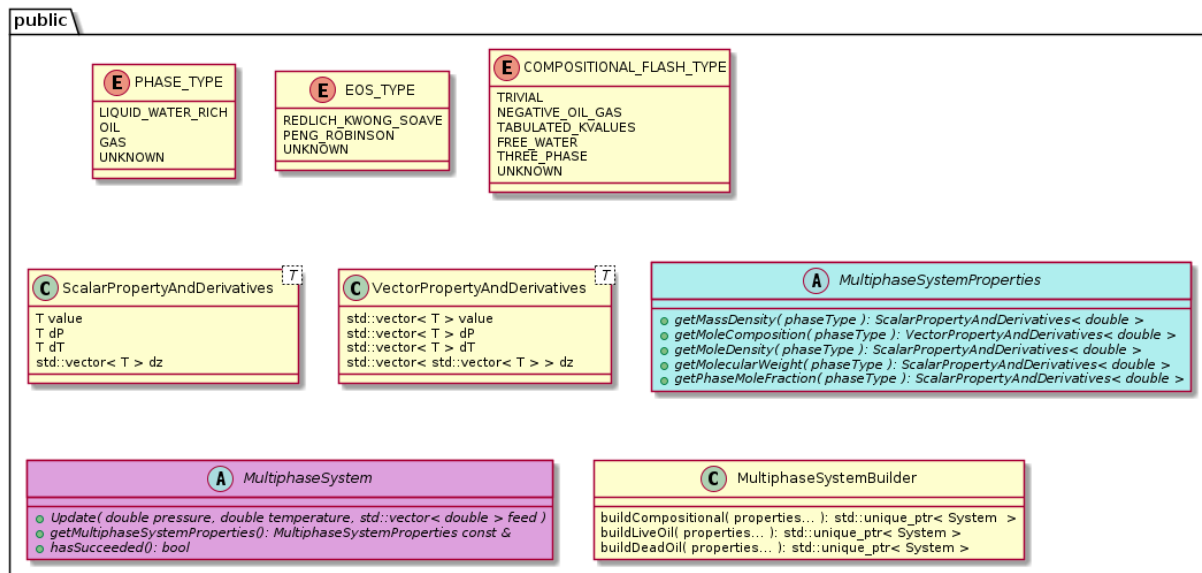 public
E PHASE_TYPE
LIQUID_WATER_RICH
OIL
GAS
UNKNOWN
E EOS_TYPE
REDLICH_KWONG_SOAVE
PENG_ROBINSON
UNKNOWN
E COMPOSITIONAL_FLASH_TYPE
TRIVIAL
NEGATIVE_OIL_GAS
TABULATED_KVALUES
FREE_WATER
THREE_PHASE
UNKNOWN
C ScalarPropertyAndDerivatives T
T value
T dP
T dT
std::vector< T > dz
C VectorPropertyAndDerivatives T
std::vector< T > value
std::vector< T > dP
std::vector< T > dT
std::vector< std::vector< T > > dz
A MultiphaseSystemProperties
getMassDensity( phaseType ): ScalarPropertyAndDerivatives< double >
getMoleComposition( phaseType ): VectorPropertyAndDerivatives< double >
getMoleDensity( phaseType ): ScalarPropertyAndDerivatives< double >
getMolecularWeight( phaseType ): ScalarPropertyAndDerivatives< double >
getPhaseMoleFraction( phaseType ): ScalarPropertyAndDerivatives< double >
A MultiphaseSystem
Update( double pressure, double temperature, std::vector< double > feed )
getMultiphaseSystemProperties(): MultiphaseSystemProperties const &
hasSucceeded(): bool
C MultiphaseSystemBuilder
buildCompositional( properties... ): std::unique_ptr< System >
buildLiveOil( properties... ): std::unique_ptr< System >
buildDeadOil( properties... ): std::unique_ptr< System >